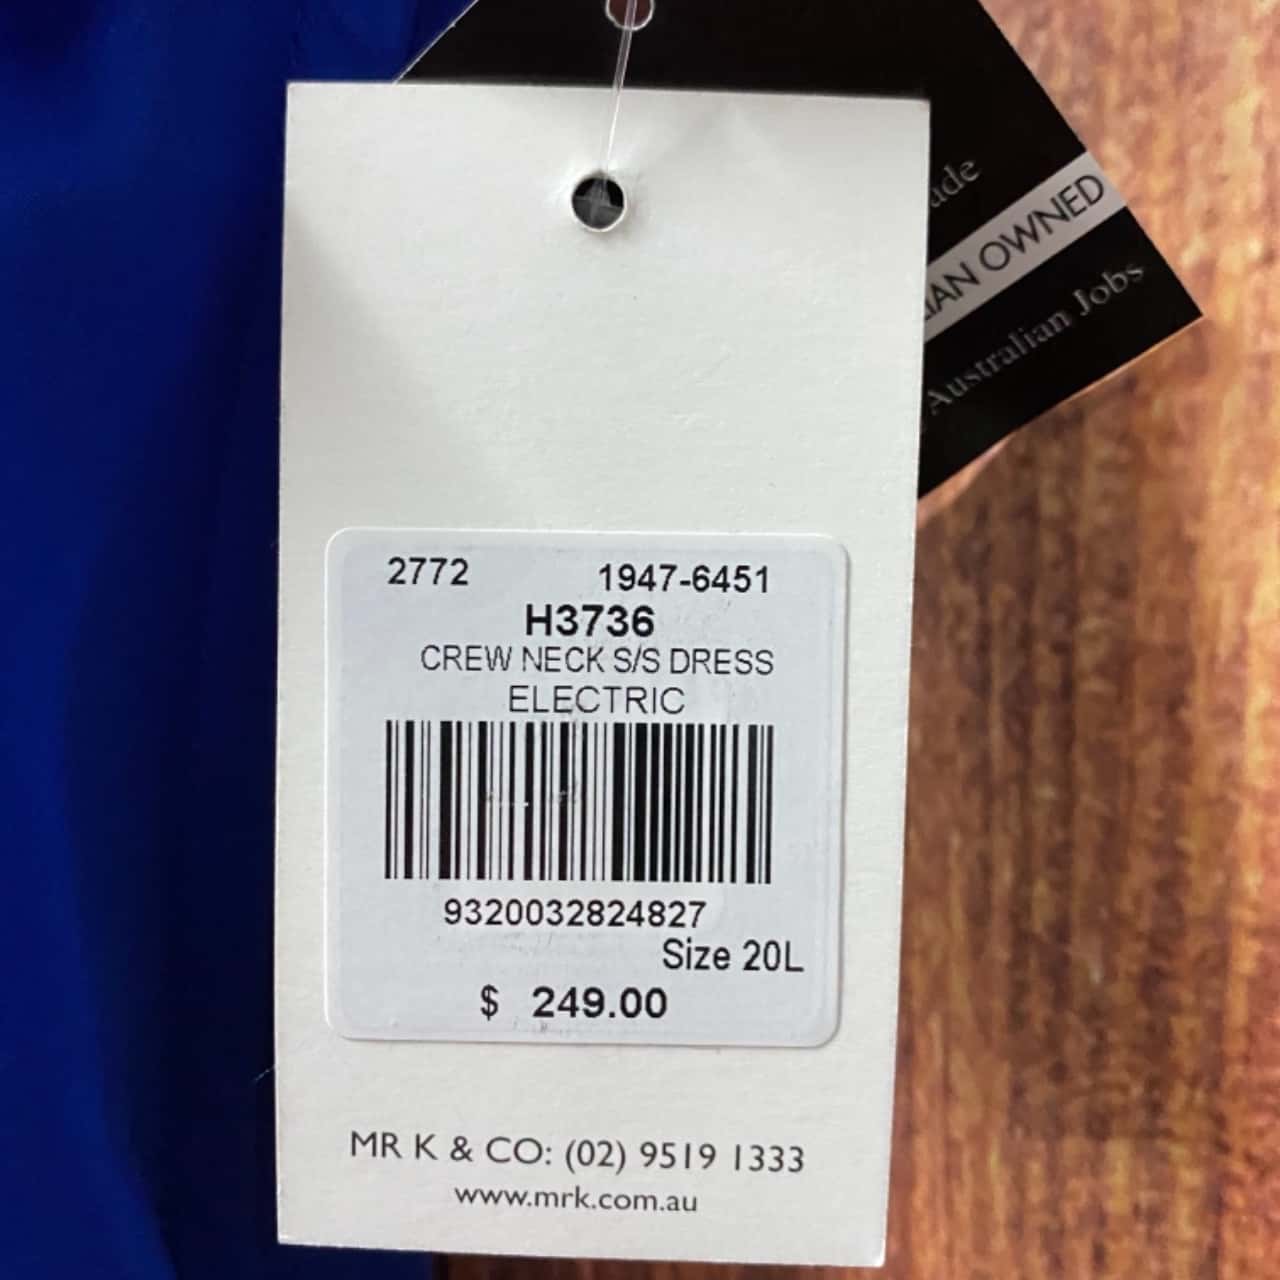 ade
IAN OWNED
Australian Jobs
2772 1947-6451
H3736
CREW NECK S/S DRESS
ELECTRIC
9320032824827
Size 20L
$ 249.00
MR K & CO: (02) 9519 1333
www.mrk.com.au